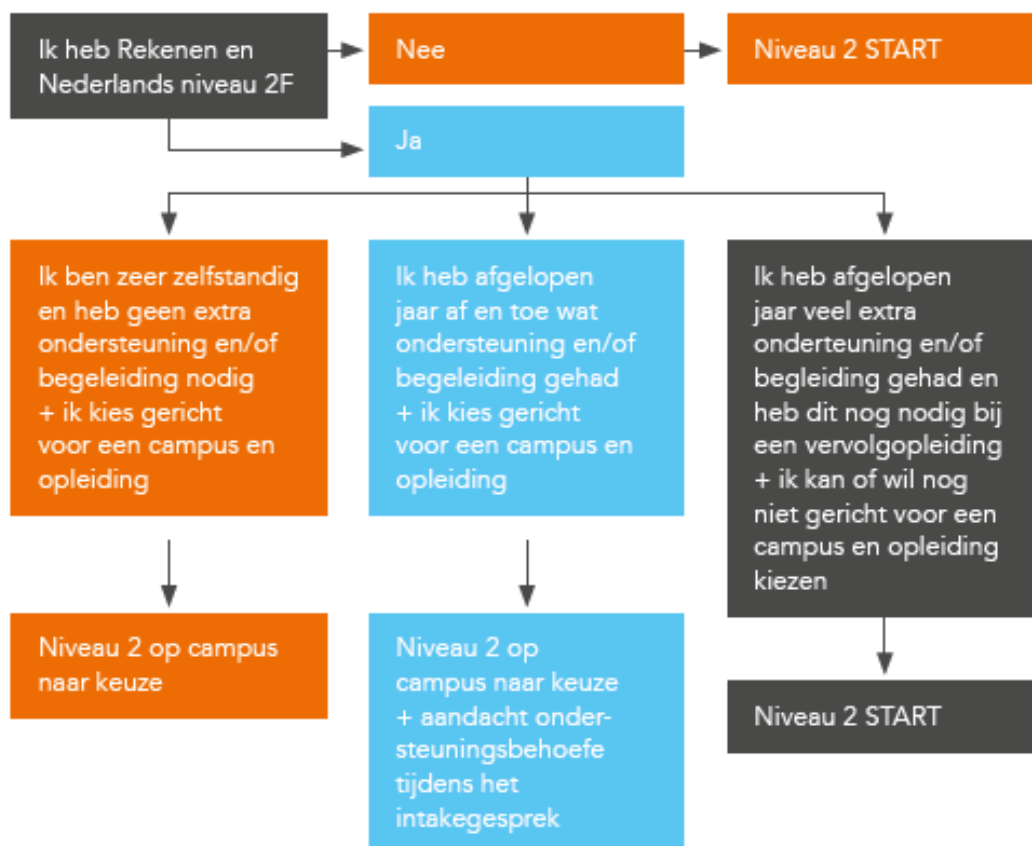 Ik heb Rekenen en
Nederlands niveau 2F
Nee
Niveau 2 START
Ja
Ik ben zeer zelfstandig
en heb geen extra
ondersteuning en/of
begeleiding nodig
+ ik kies gericht
voor een campus en
opleiding
Ik heb afgelopen
jaar af en toe wat
ondersteuning en/of
begeleiding gehad
+ ik kies gericht
voor een campus en
opleiding
Ik heb afgelopen
jaar veel extra
onderteuning en/of
begleiding gehad en
heb dit nog nodig bij
een vervolgopleiding
+ ik kan of wil nog
niet gericht voor een
campus en opleiding
kiezen
Niveau 2 op campus
naar keuze
Niveau 2 op
campus naar keuze
+ aandacht onder-
steuningsbehoefe
tijdens het
intakegesprek
Niveau 2 START